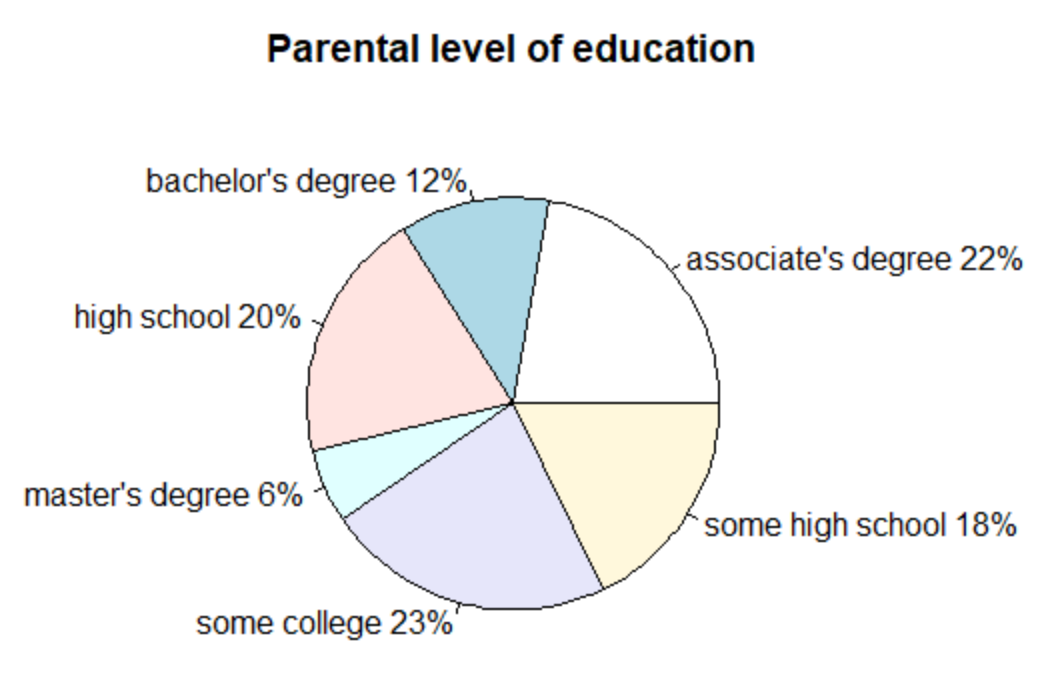 Parental level of education
bachelor's degree 12%
associate's degree 22%
high school 20%
master's degree 6%
some high school 18%
some college 23%